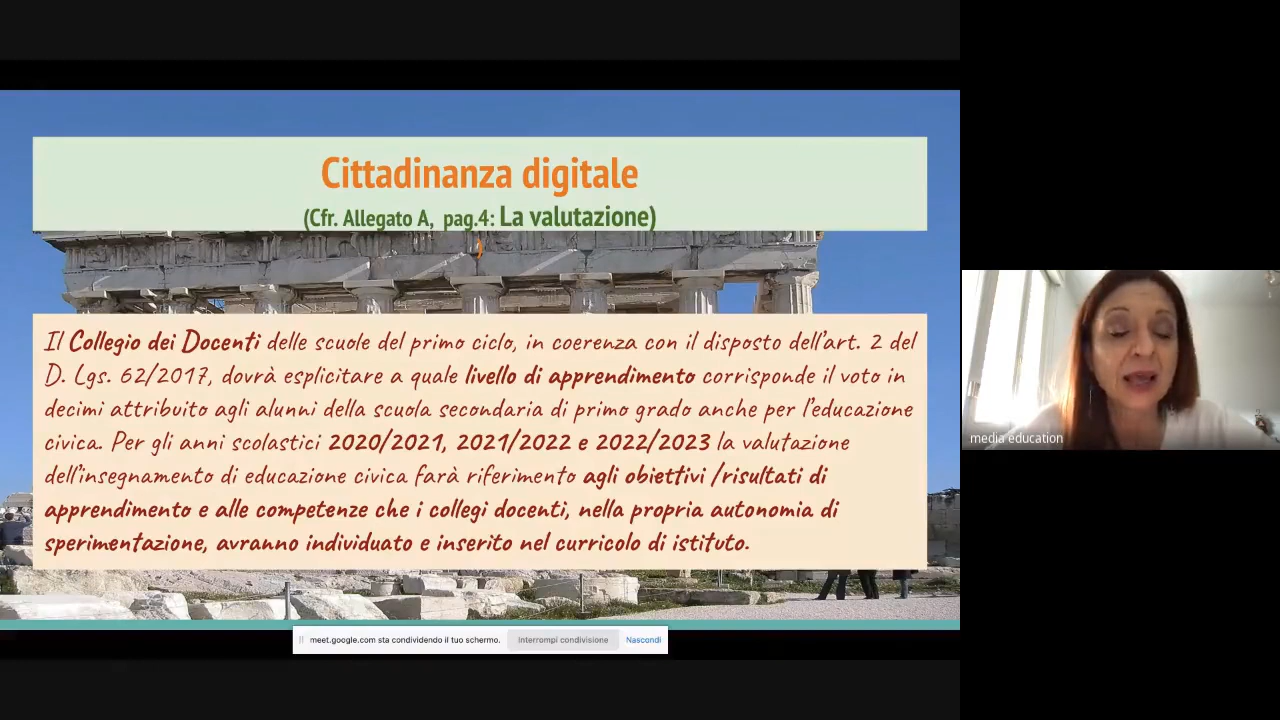 Cittadinanza digitale
(Cfr. Allegato A, pag.4: La valutazione)
Il Collegio dei Docenti delle scuole del primo ciclo, in coerenza con il disposto dell'art. 2 del
D. Lgs. 62/2017, dovrà esplicitare a quale livello di apprendimento corrisponde il voto in
decimi attribuito agli alunni della scuola secondaria di primo grado anche per l'educazione
civica. Per gli anni scolastici 2020/2021, 2021/2022 e 2022/2023 la valutazione
dell'insegnamento di educazione civica farà riferimento agli obiettivi /risultati di
apprendimento e alle competenze che i collegi docenti, nella propria autonomia di
sperimentazione, avranno individuato e inserito nel curricolo di istituto.
media education
meet.google.com sta condividendo il tuo schermo. Interrompi condivisione Nascondi